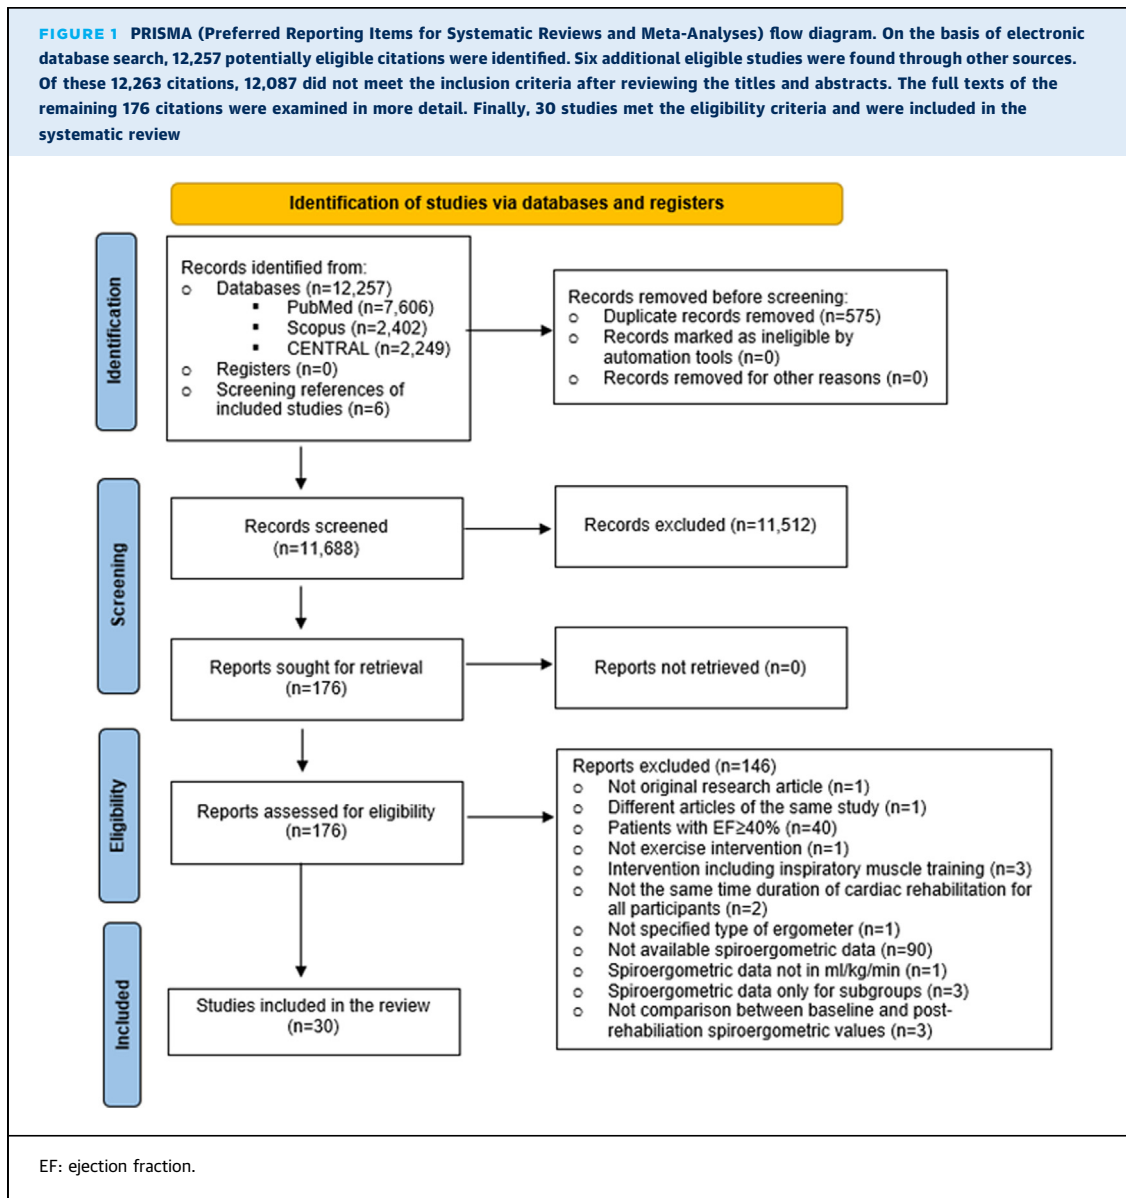 FIGURE 1 PRISMA (Preferred Reporting Items for Systematic Reviews and Meta-Analyses) flow diagram. On the basis of electronic
database search, 12,257 potentially eligible citations were identified. Six additional eligible studies were found through other sources.
Of these 12,263 citations, 12,087 did not meet the inclusion criteria after reviewing the titles and abstracts. The full texts of the
remaining 176 citations were examined in more detail. Finally, 30 studies met the eligibility criteria and were included in the
systematic review
Identification of studies via databases and registers
Identification
Records identified from:
o Databases (n=12,257)
▪ PubMed (n=7,606)
▪ Scopus (n=2,402)
▪ CENTRAL (n=2,249)
o Registers (n=0)
o Screening references of
included studies (n=6)
Records removed before screening:
o Duplicate records removed (n=575)
o Records marked as ineligible by
automation tools (n=0)
o Records removed for other reasons (n=0)
Screening
Records screened
(n=11,688)
Records excluded (n=11,512)
Reports sought for retrieval
(n=176)
Reports not retrieved (n=0)
Eligibility
Reports assessed for eligibility
(n=176)
Reports excluded (n=146)
o Not original research article (n=1)
o Different articles of the same study (n=1)
o Patients with EF≥40% (n=40)
o Not exercise intervention (n=1)
o Intervention including inspiratory muscle training (n=3)
o Not the same time duration of cardiac rehabilitation for
all participants (n=2)
o Not specified type of ergometer (n=1)
o Not available spiroergometric data (n=90)
o Spiroergometric data not in ml/kg/min (n=1)
o Spiroergometric data only for subgroups (n=3)
o Not comparison between baseline and post-
rehabiliation spiroergometric values (n=3)
Included
Studies included in the review
(n=30)
EF: ejection fraction.